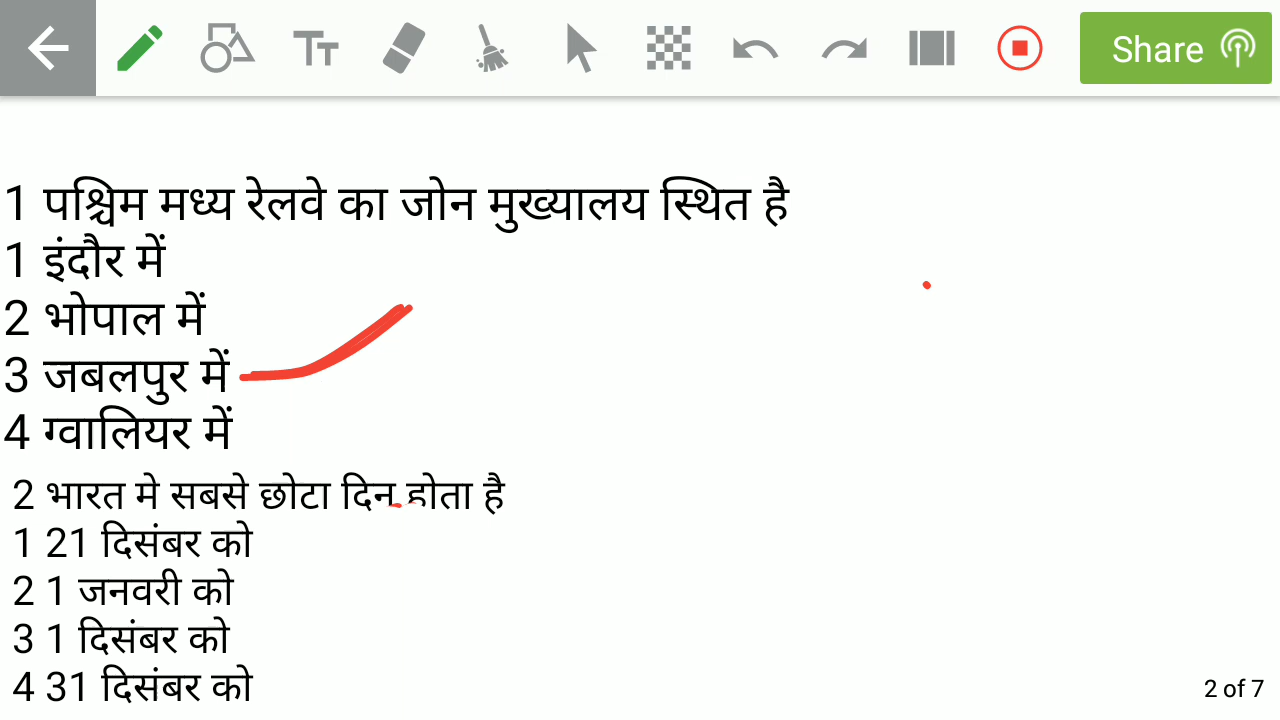 Share
1 पश्चिम मध्य रेलवे का जोन मुख्यालय स्थित है
1 इंदौर में
2 भोपाल में
3 जबलपुर में
4 ग्वालियर में
2 भारत मे सबसे छोटा दिन होता है
1 21 दिसंबर को
2 1 जनवरी को
3 1 दिसंबर को
4 31 दिसंबर को
2 of 7